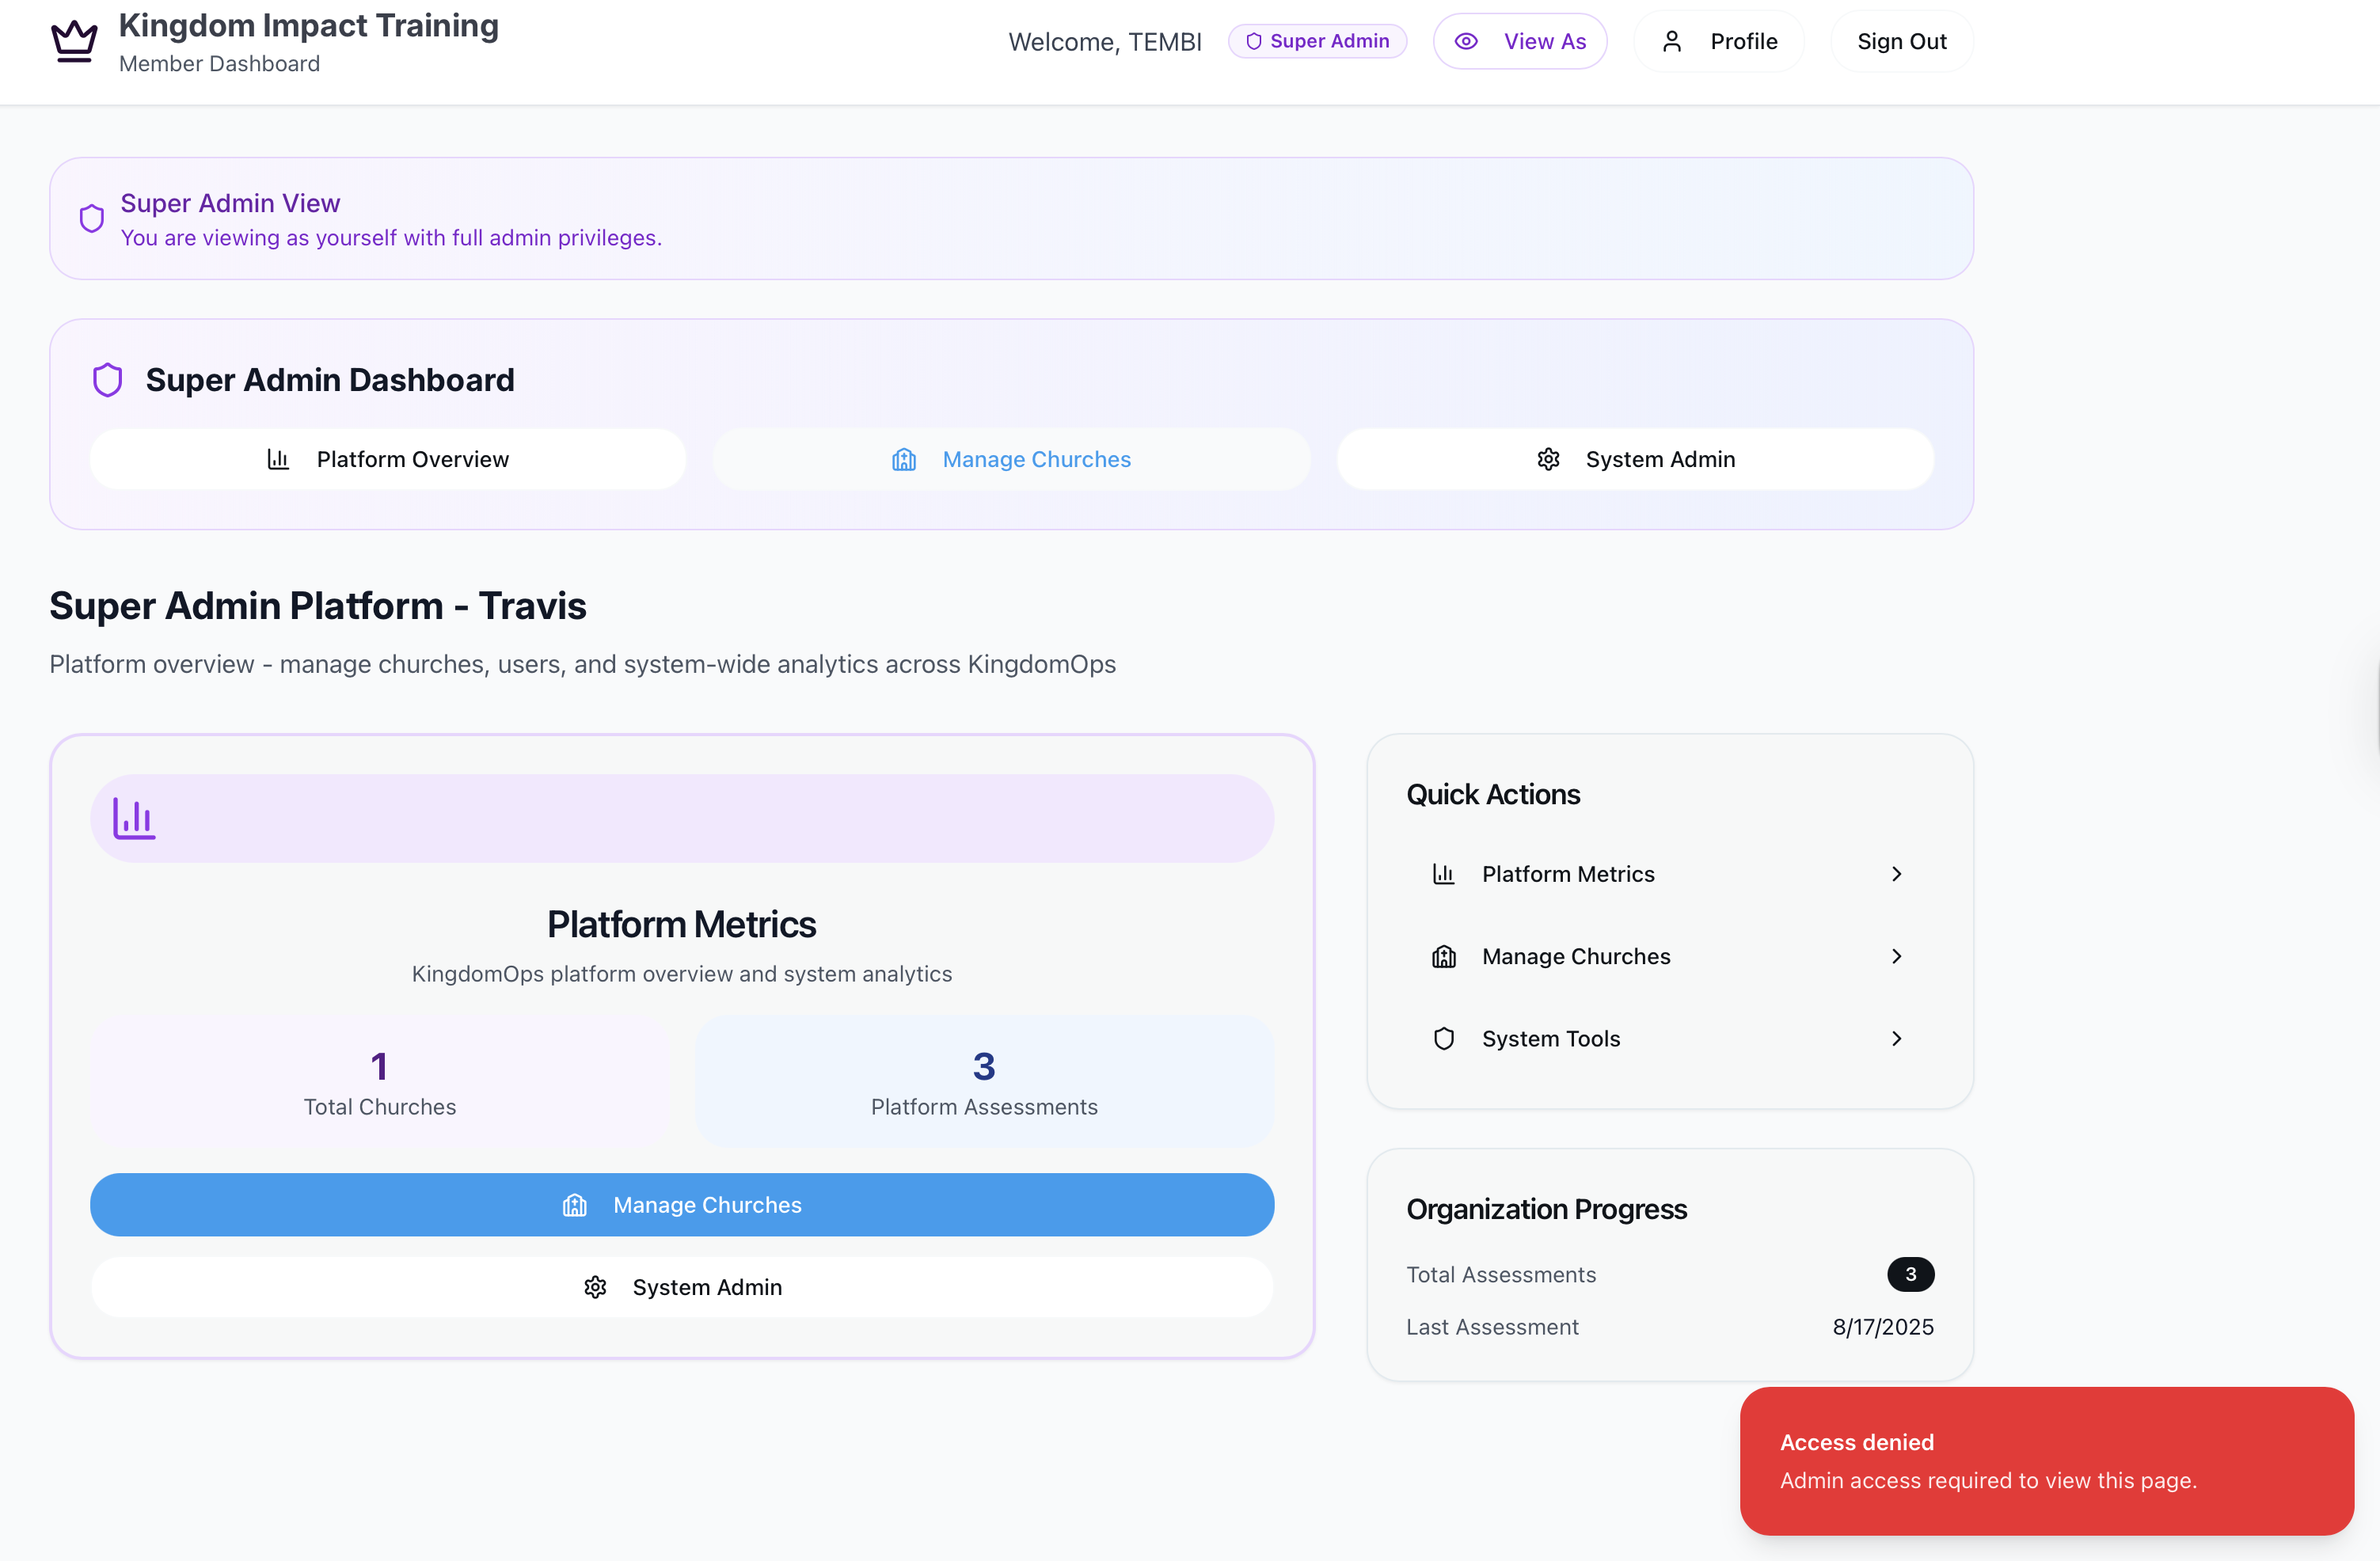 Kingdom Impact Training
Member Dashboard
Welcome, TEMBI
Super Admin
View As
Profile
Sign Out
Super Admin View
You are viewing as yourself with full admin privileges.
Super Admin Dashboard
Platform Overview
Manage Churches
System Admin
Super Admin Platform - Travis
Platform overview - manage churches, users, and system-wide analytics across KingdomOps
Platform Metrics
KingdomOps platform overview and system analytics
1
Total Churches
3
Platform Assessments
Manage Churches
System Admin
Quick Actions
Platform Metrics
Manage Churches
System Tools
Organization Progress
Total Assessments 3
Last Assessment 8/17/2025
Access denied
Admin access required to view this page.